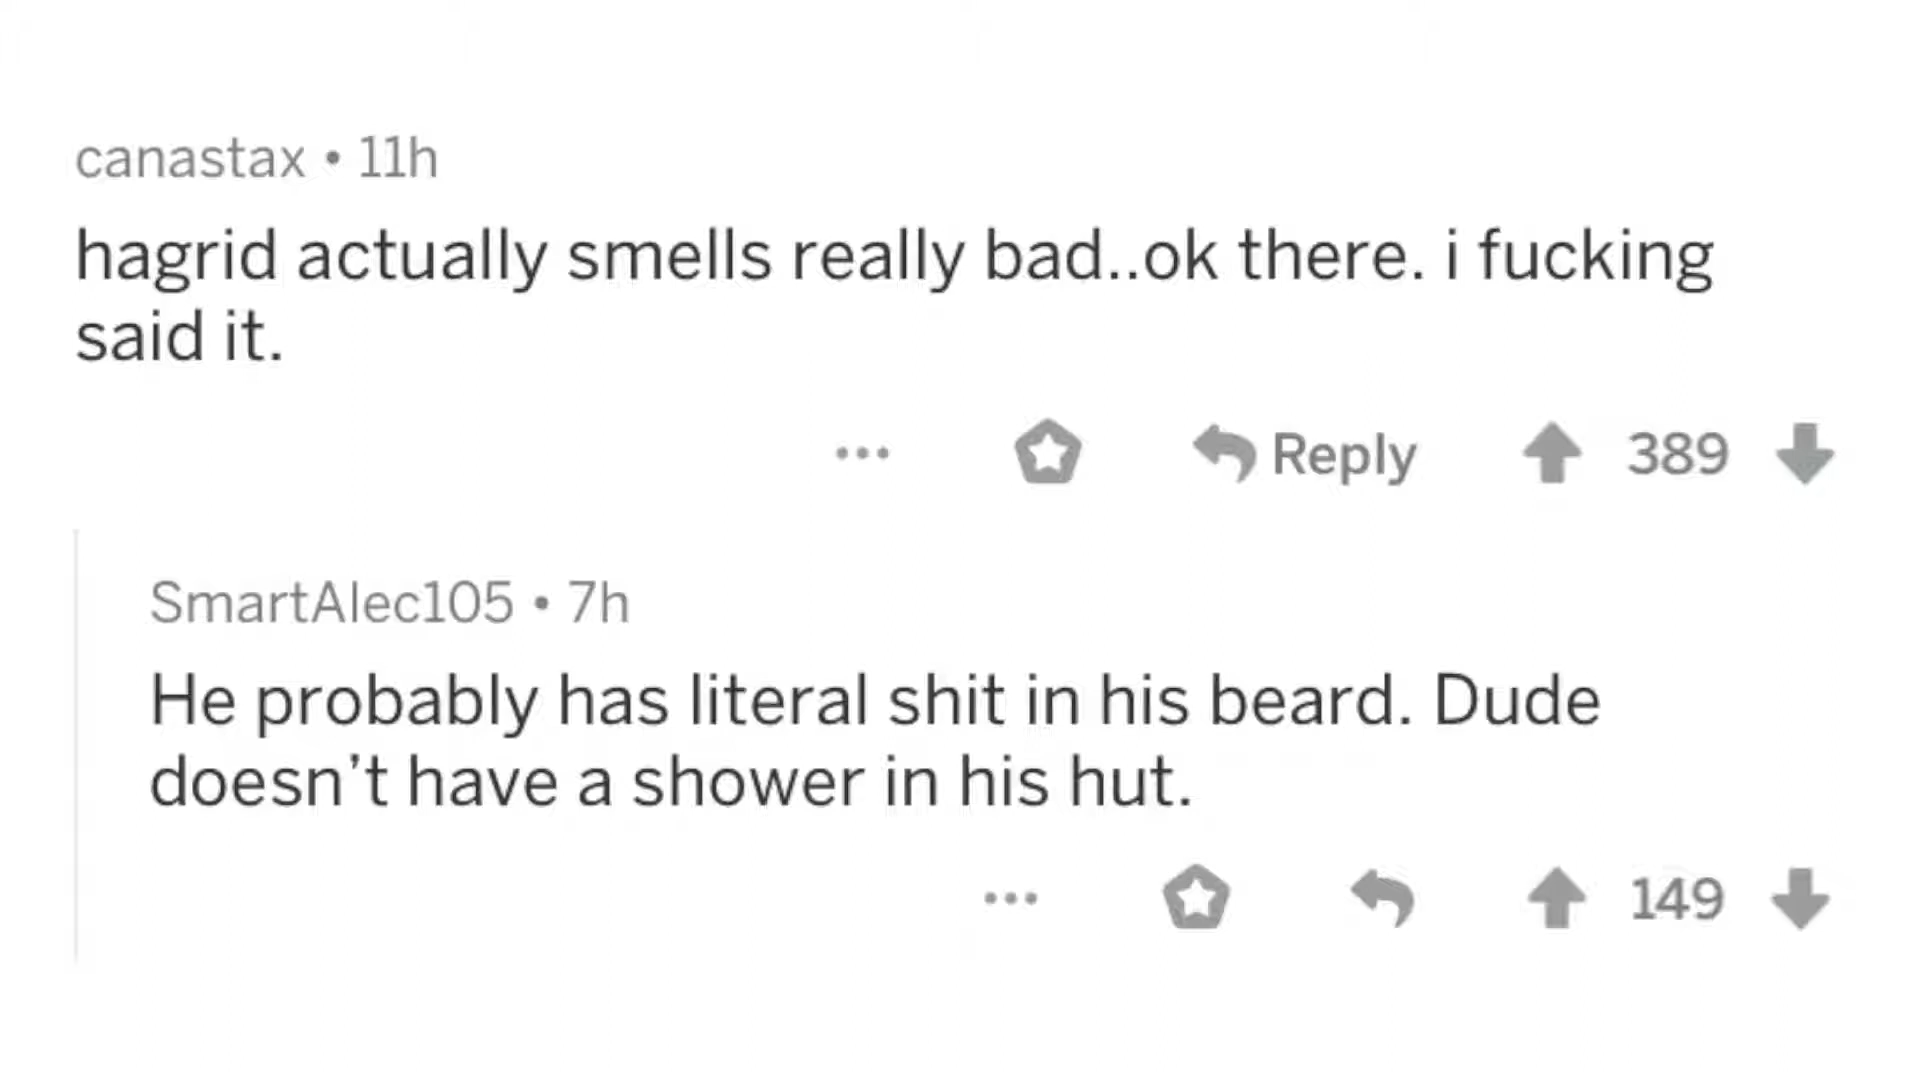 canastax • 11h
hagrid actually smells really bad..ok there. i fucking
said it.
... Reply 389
SmartAlec105 • 7h
He probably has literal shit in his beard. Dude
doesn't have a shower in his hut.
... 149